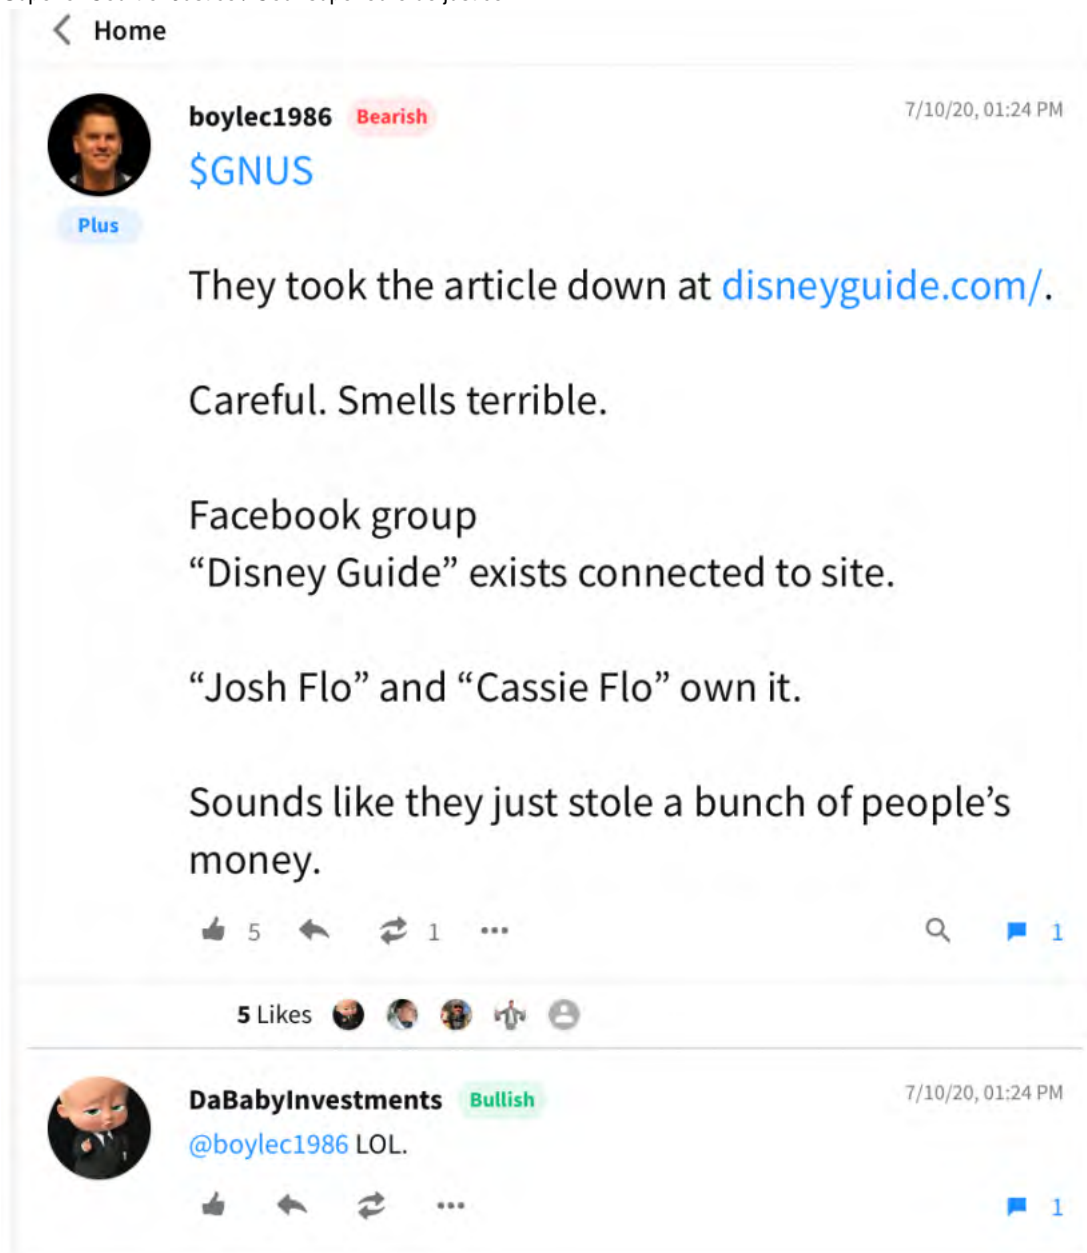 Home
boylec1986 Bearish 7/10/20, 01:24 PM
$GNUS
Plus
They took the article down at disneyguide.com/.
Careful. Smells terrible.
Facebook group
“Disney Guide” exists connected to site.
“Josh Flo” and “Cassie Flo” own it.
Sounds like they just stole a bunch of people’s
money.
5 1 1
5 Likes
DaBabyInvestments Bullish 7/10/20, 01:24 PM
@boylec1986 LOL.
1